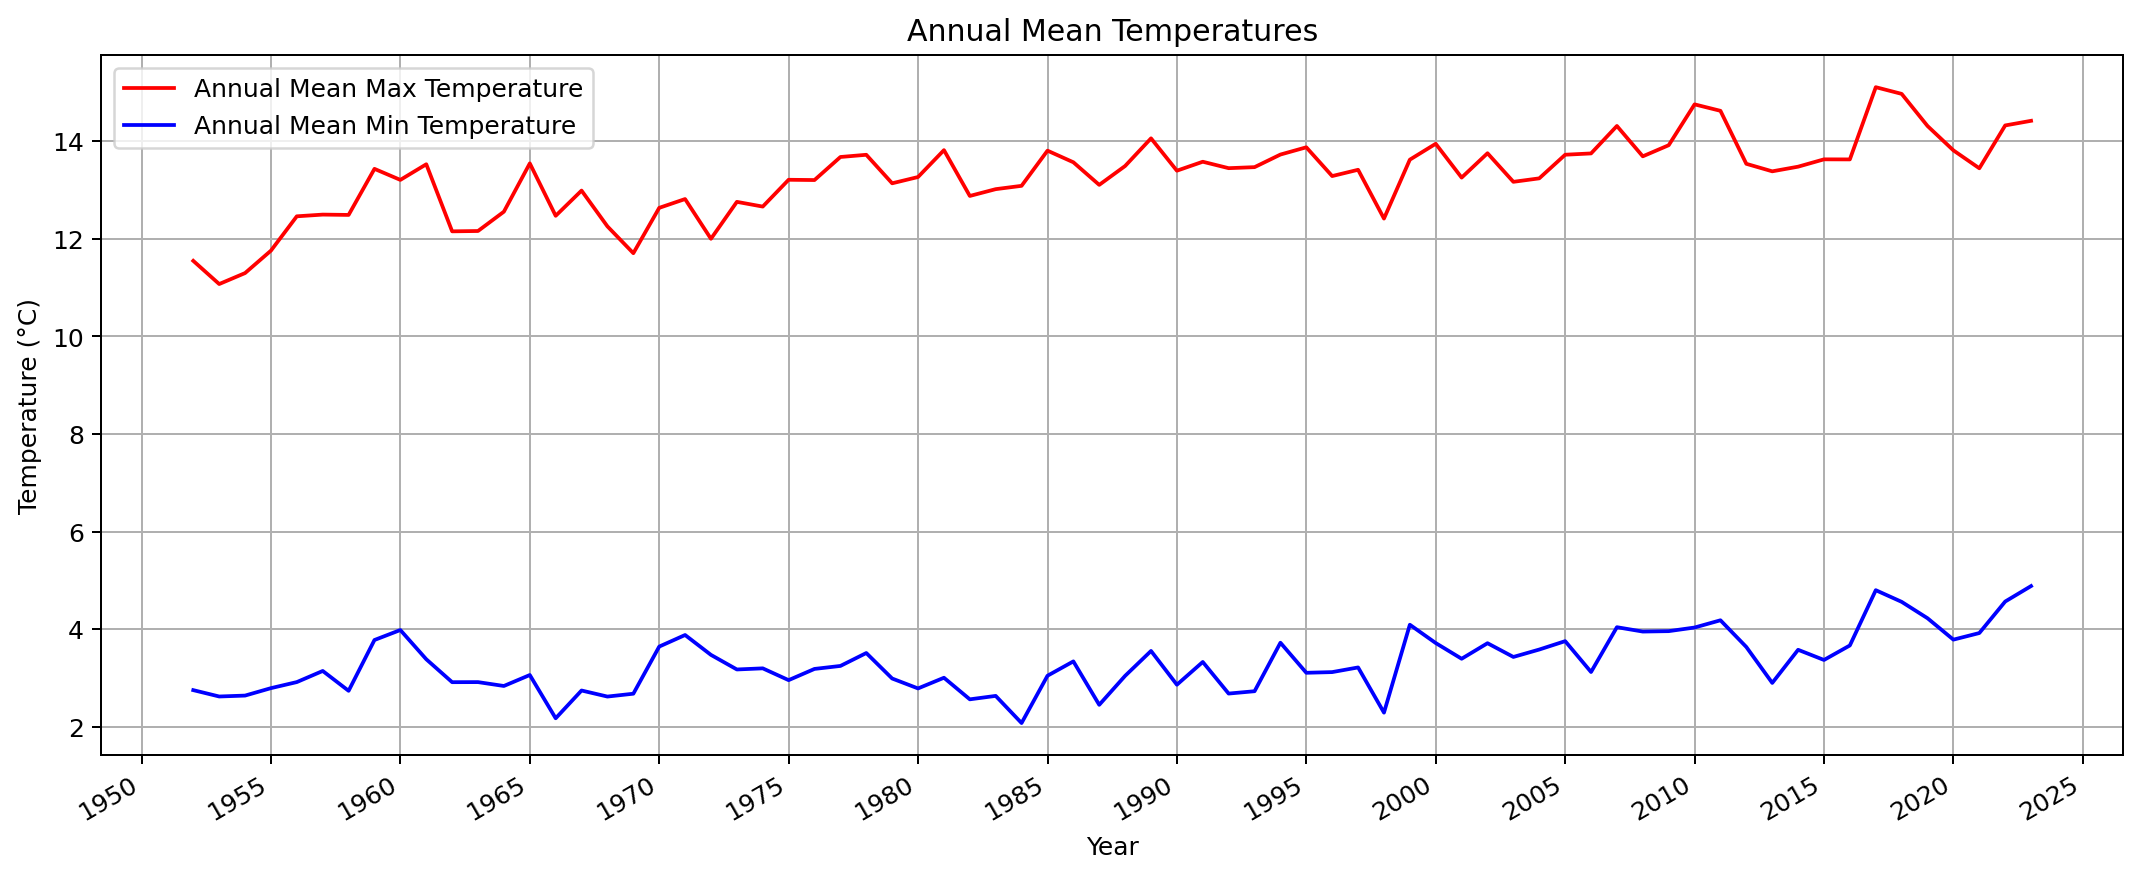 Annual Mean Temperatures
Annual Mean Max Temperature
Annual Mean Min Temperature
Temperature (°C)
14
12
10
8
6
4
2
1950 1955 1960 1965 1970 1975 1980 1985 1990 1995 2000 2005 2010 2015 2020 2025
Year